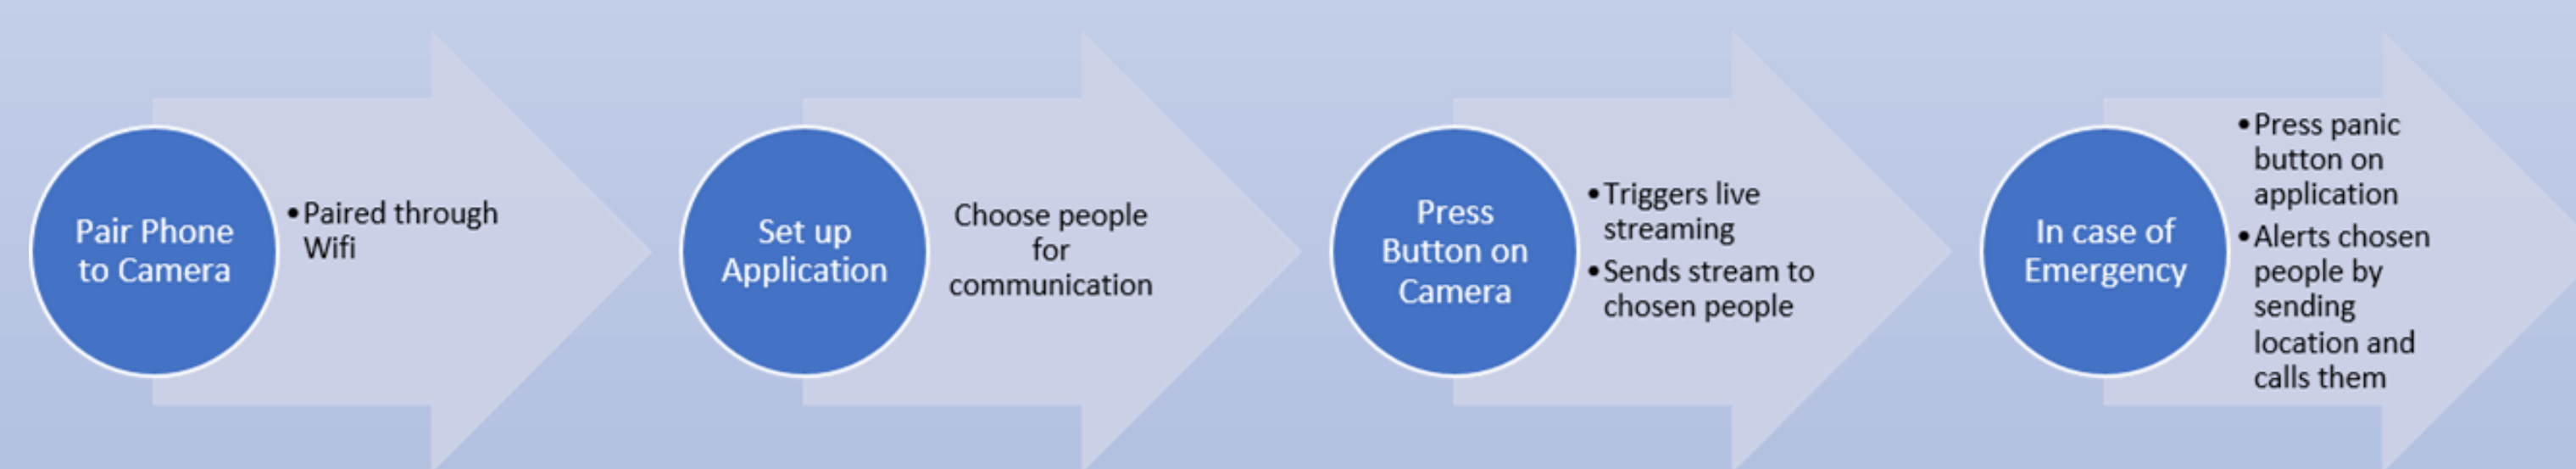 Pair Phone
to Camera
•Paired through
Wifi
Set up
Application
Choose people
for
communication
Press
Button on
Camera
•Triggers live
streaming
•Sends stream to
chosen people
In case of
Emergency
•Press panic
button on
application
•Alerts chosen
people by
sending
location and
calls them